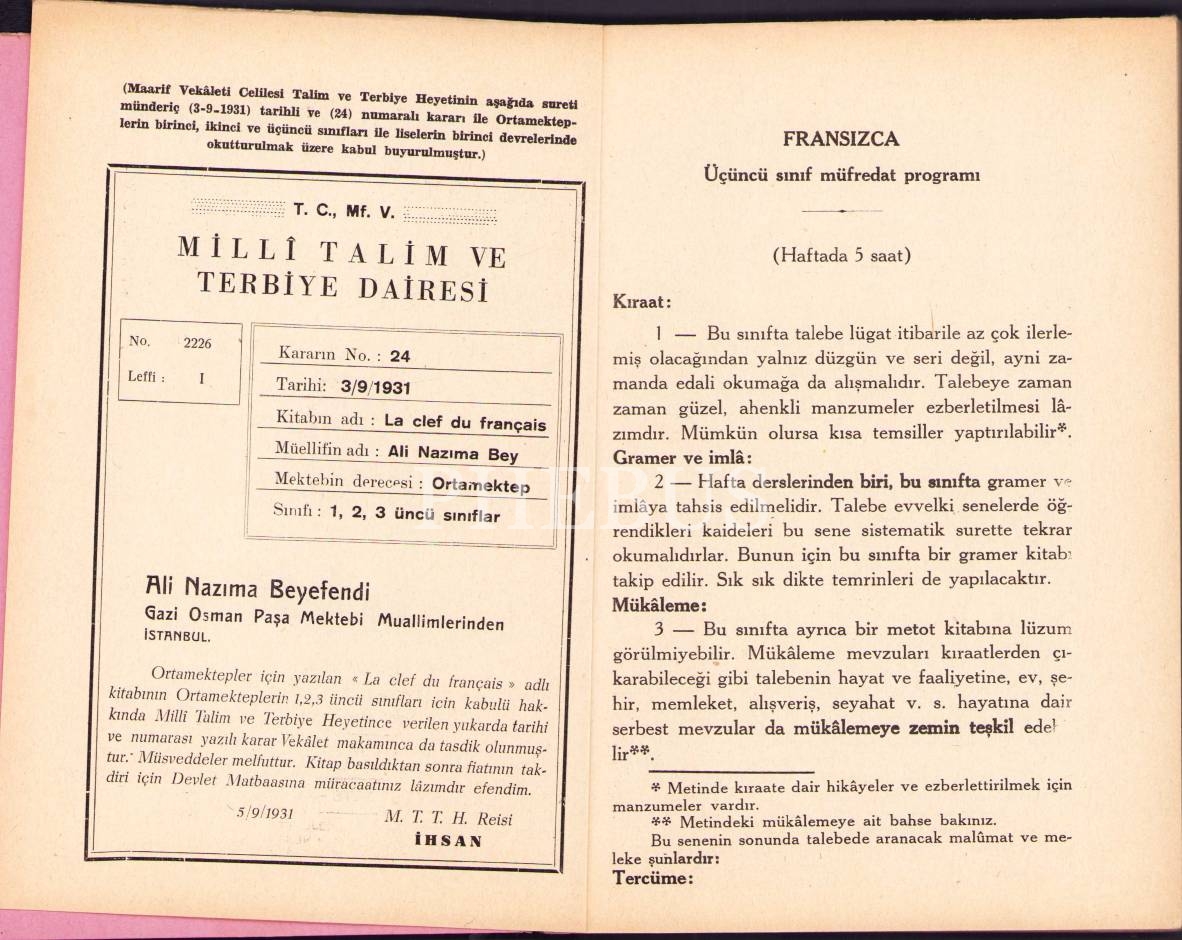 (Maarif Vekâleti Celilesi Talim ve Terbiye Heyetinin aşağıda sureti
münderiç (3-9-1931) tarihli ve (24) numaralı kararı ile Ortamektep-
lerin birinci, ikinci ve üçüncü sınıfları ile liselerin birinci devrelerinde
okutturulmak üzere kabul buyurulmuştur.)
T. C., Mf. V.
MİLLÎ TALİM VE
TERBİYE DAİRESİ
No. 2226
Leffi : I
Kararın No. : 24
Tarihi: 3/9/1931
Kitabın adı : La clef du français
Müellifin adı : Ali Nazıma Bey
Mektebin derecesi : Ortamektep
Sınıfı : 1, 2, 3 üncü sınıflar
Ali Nazıma Beyefendi
Gazi Osman Paşa Mektebi Muallimlerinden
İSTANBUL.
Ortamektepler için yazılan « La clef du français » adlı
kitabının Ortamekteplerin 1,2,3 üncü sınıfları icin kabulü hak-
kında Millî Talim ve Terbiye Heyetince verilen yukarda tarihi
ve numarası yazılı karar Vekâlet makamınca da tasdik olunmuş-
tur. Müsveddeler melfuttur. Kitap basıldıktan sonra fiatının tak-
diri için Devlet Matbaasına müracaatınız lâzımdır efendim.
5/9/1931 M. T. T. H. Reisi
İHSAN
FRANSIZCA
Üçüncü sınıf müfredat programı
(Haftada 5 saat)
Kıraat:
1 — Bu sınıfta talebe lügat itibarile az çok ilerle-
miş olacağından yalnız düzgün ve seri değil, ayni za-
manda edali okumağa da alışmalıdır. Talebeye zaman
zaman güzel, ahenkli manzumeler ezberletilmesi lâ-
zımdır. Mümkün olursa kısa temsiller yaptırılabilir*.
Gramer ve imlâ:
2 — Hafta derslerinden biri, bu sınıfta gramer ve
imlâya tahsis edilmelidir. Talebe evvelki senelerde öğ-
rendikleri kaideleri bu sene sistematik surette tekrar
okumalıdırlar. Bunun için bu sınıfta bir gramer kitabı
takip edilir. Sık sık dikte temrinleri de yapılacaktır.
Mükâleme:
3 — Bu sınıfta ayrıca bir metot kitabına lüzum
görülmiyebilir. Mükâleme mevzuları kıraatlerden çı-
karabileceği gibi talebenin hayat ve faaliyetine, ev, şe-
hir, memleket, alışveriş, seyahat v. s. hayatına dair
serbest mevzular da mükâlemeye zemin teşkil ede
lir**.
* Metinde kıraate dair hikâyeler ve ezberlettirilmek için
manzumeler vardır.
** Metindeki mükâlemeye ait bahse bakınız.
Bu senenin sonunda talebede aranacak malûmat ve me-
leke şunlardır:
Tercüme:
PHEBUS